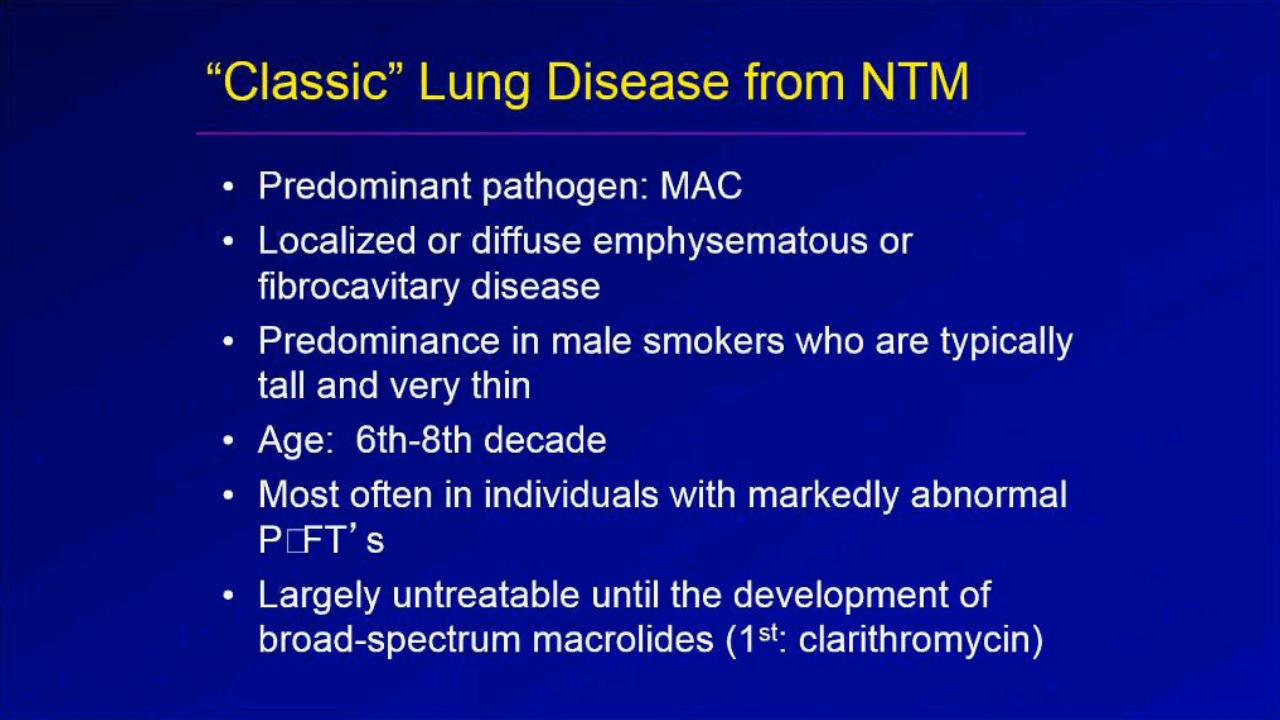 “Classic” Lung Disease from NTM
• Predominant pathogen: MAC
• Localized or diffuse emphysematous or
fibrocavitary disease
• Predominance in male smokers who are typically
tall and very thin
• Age:  6th-8th decade
• Most often in individuals with markedly abnormal
P□FT’s
• Largely untreatable until the development of
broad-spectrum macrolides (1st: clarithromycin)